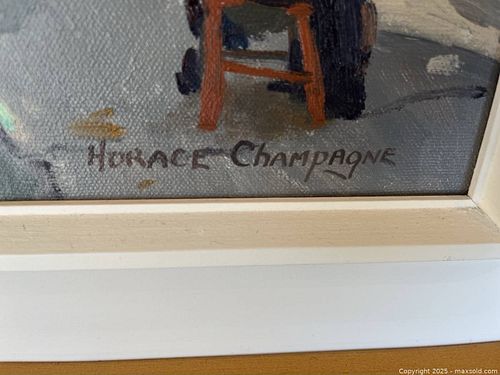 HORACE CHAMPAGNE
Copyright 2025 - maxsold.com